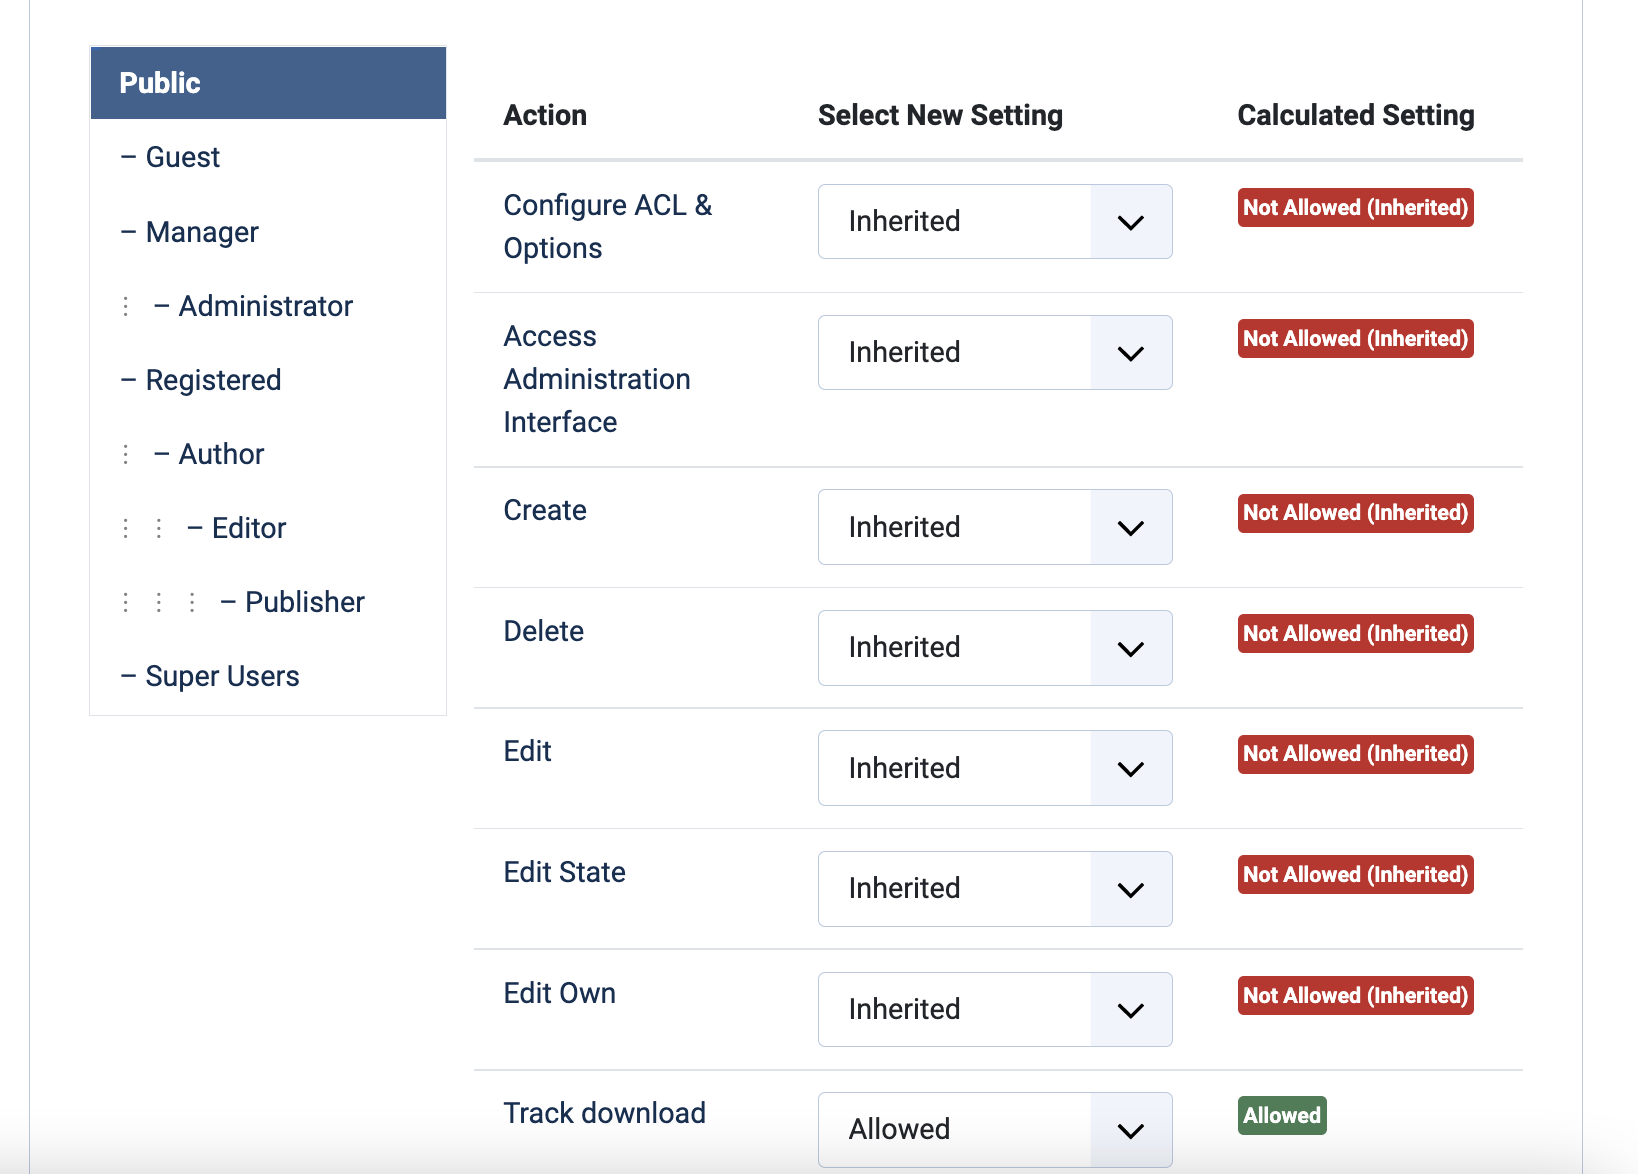 Public
– Guest
– Manager
⋮ – Administrator
– Registered
⋮ – Author
⋮ ⋮ – Editor
⋮ ⋮ ⋮ – Publisher
– Super Users
Action Select New Setting Calculated Setting
Configure ACL & Inherited Not Allowed (Inherited)
Options
Access Inherited Not Allowed (Inherited)
Administration
Interface
Create Inherited Not Allowed (Inherited)
Delete Inherited Not Allowed (Inherited)
Edit Inherited Not Allowed (Inherited)
Edit State Inherited Not Allowed (Inherited)
Edit Own Inherited Not Allowed (Inherited)
Track download Allowed Allowed